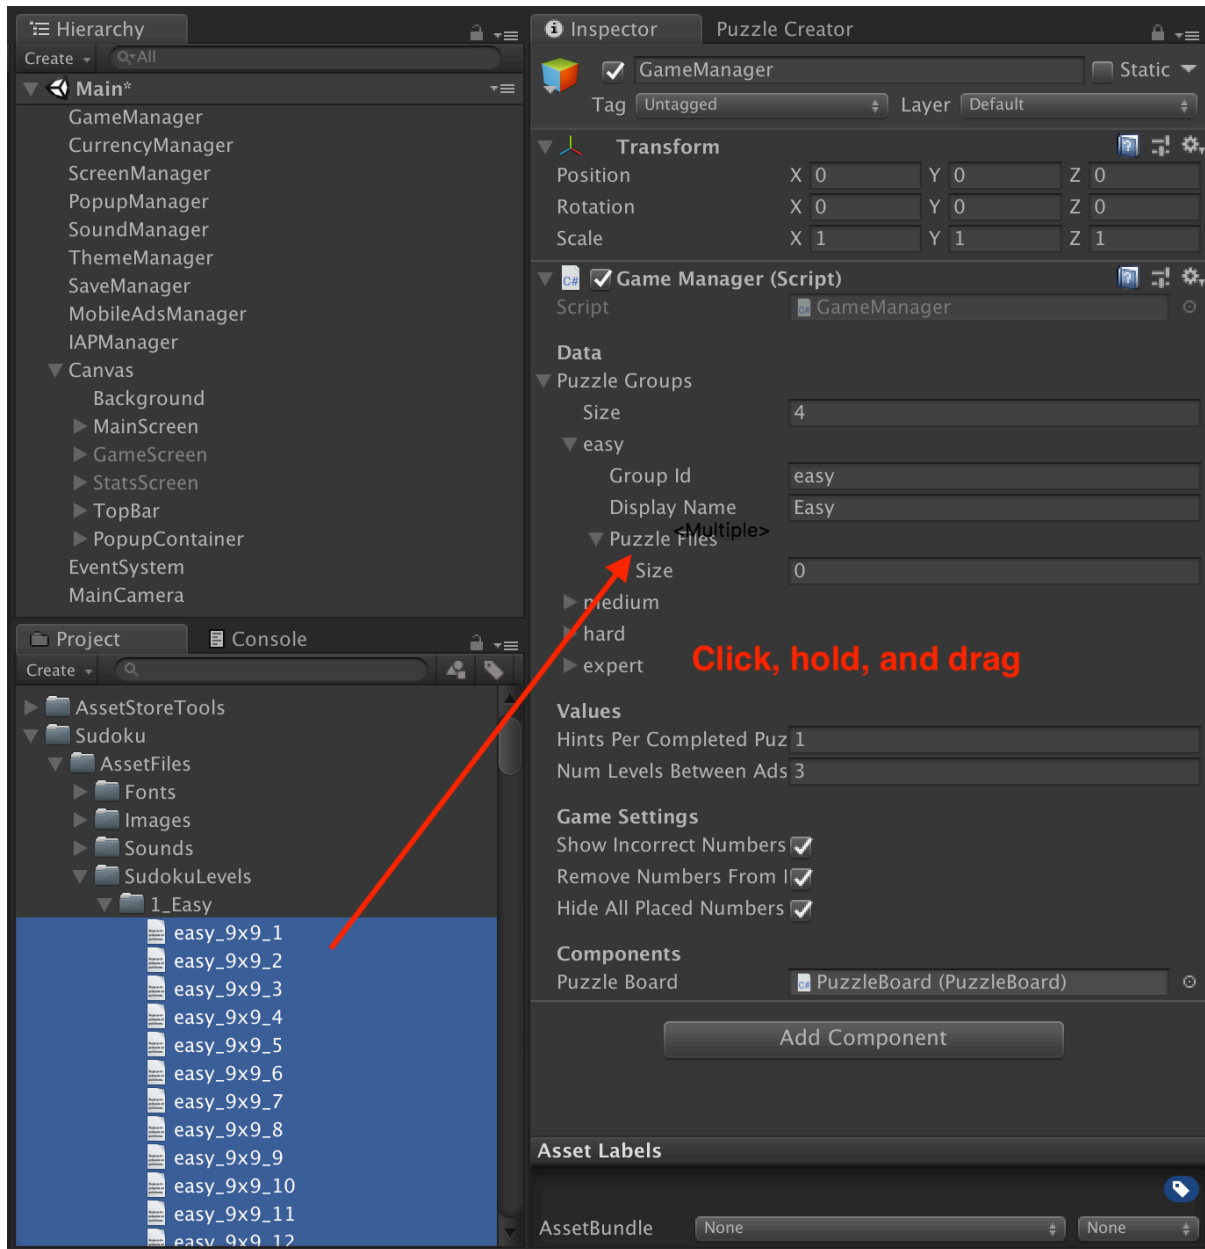 Hierarchy
Create
All
Main*
GameManager
CurrencyManager
ScreenManager
PopupManager
SoundManager
ThemeManager
SaveManager
MobileAdsManager
IAPManager
Canvas
Background
MainScreen
GameScreen
StatsScreen
TopBar
PopupContainer
EventSystem
MainCamera
Project Console
Create
AssetStoreTools
Sudoku
AssetFiles
Fonts
Images
Sounds
SudokuLevels
1_Easy
easy_9x9_1
easy_9x9_2
easy_9x9_3
easy_9x9_4
easy_9x9_5
easy_9x9_6
easy_9x9_7
easy_9x9_8
easy_9x9_9
easy_9x9_10
easy_9x9_11
easy_9x9_12
Inspector Puzzle Creator
GameManager Static
Tag Untagged Layer Default
Transform
Position X 0 Y 0 Z 0
Rotation X 0 Y 0 Z 0
Scale X 1 Y 1 Z 1
C# Game Manager (Script)
Script GameManager
Data
Puzzle Groups
Size 4
easy
Group Id easy
Display Name Easy
<Multiple>
Puzzle Files
Size 0
medium
hard
expert
Click, hold, and drag
Values
Hints Per Completed Puz 1
Num Levels Between Ads 3
Game Settings
Show Incorrect Numbers
Remove Numbers From
Hide All Placed Numbers
Components
Puzzle Board PuzzleBoard (PuzzleBoard)
Add Component
Asset Labels
AssetBundle None None